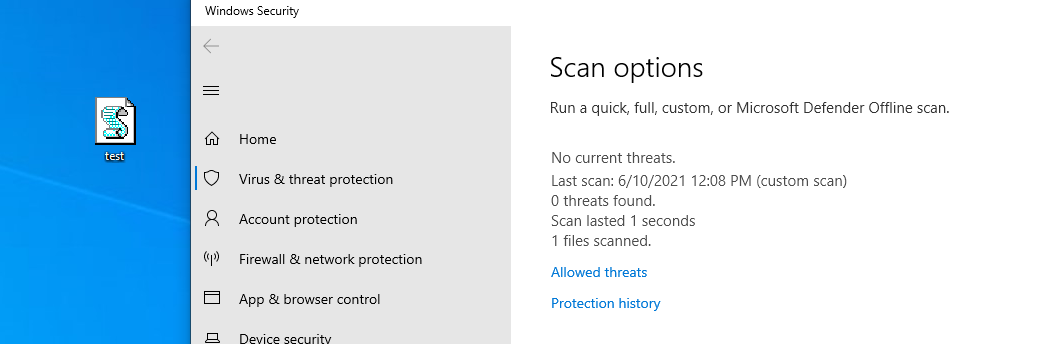 Windows Security
test
Home
Virus & threat protection
Account protection
Firewall & network protection
App & browser control
Device security
Scan options
Run a quick, full, custom, or Microsoft Defender Offline scan.
No current threats.
Last scan: 6/10/2021 12:08 PM (custom scan)
0 threats found.
Scan lasted 1 seconds
1 files scanned.
Allowed threats
Protection history